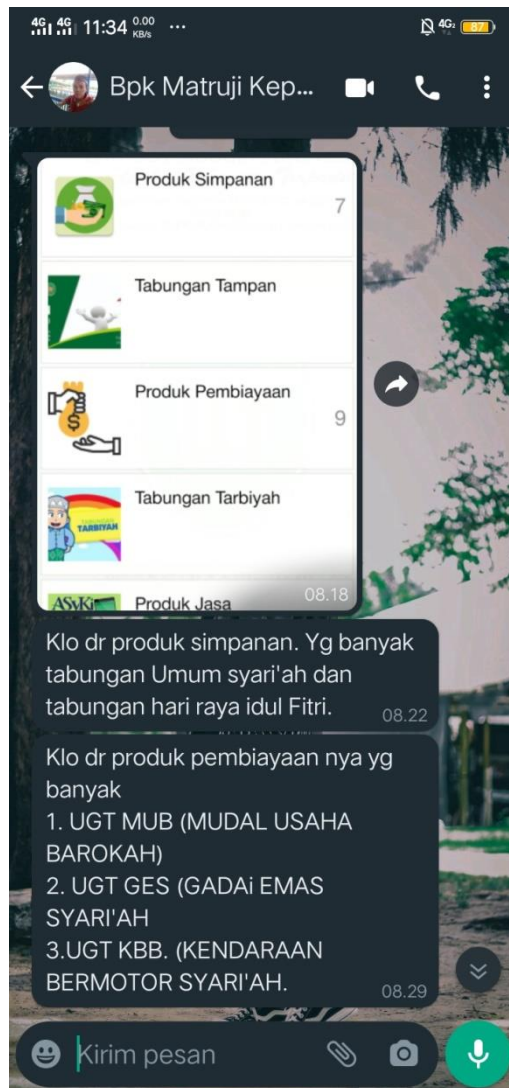 4G 4G 11:34 0.00 KB/s ... 4G2 87
Bpk Matruji Kep...
Produk Simpanan
7
Tabungan Tampan
Produk Pembiayaan
9
Tabungan Tarbiyah
TARBIYAH
Produk Jasa
08.18
Klo dr produk simpanan. Yg banyak
tabungan Umum syari'ah dan
tabungan hari raya idul Fitri.
08.22
Klo dr produk pembiayaan nya yg
banyak
1. UGT MUB (MUDAL USAHA
BAROKAH)
2. UGT GES (GADAi EMAS
SYARI'AH
3.UGT KBB. (KENDARAAN
BERMOTOR SYARI'AH.
08.29
Kirim pesan